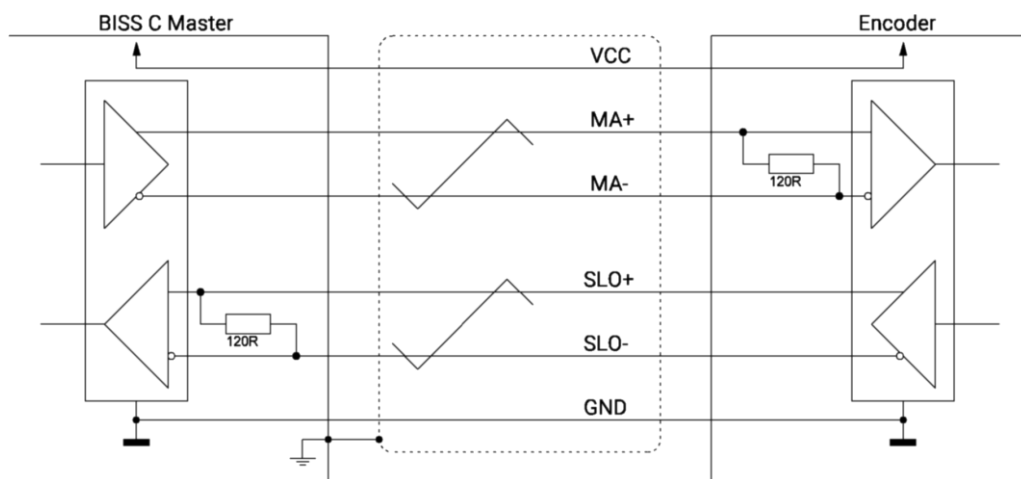 BISS C Master
Encoder
VCC
MA+
120R
MA-
SLO+
120R
SLO-
GND